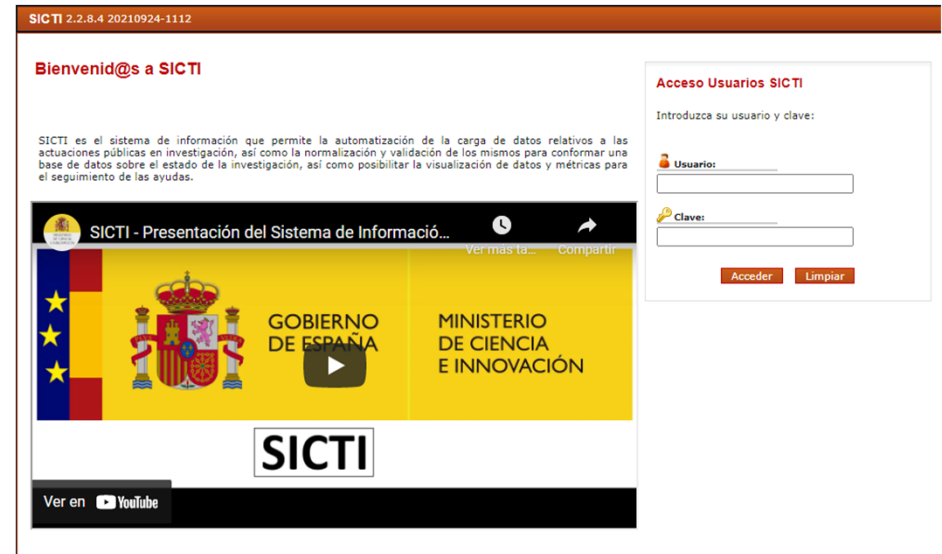 SICTI 2.2.8.4 20210924-1112
Bienvenid@s a SICTI
SICTI es el sistema de información que permite la automatización de la carga de datos relativos a las
actuaciones públicas en investigación, así como la normalización y validación de los mismos para conformar una
base de datos sobre el estado de la investigación, así como posibilitar la visualización de datos y métricas para
el seguimiento de las ayudas.
SICTI - Presentación del Sistema de Informació...
Ver más ta...
Compartir
GOBIERNO
DE ESPAÑA
MINISTERIO
DE CIENCIA
E INNOVACIÓN
SICTI
Ver en YouTube
Acceso Usuarios SICTI
Introduzca su usuario y clave:
Usuario:
Clave:
Acceder
Limpiar